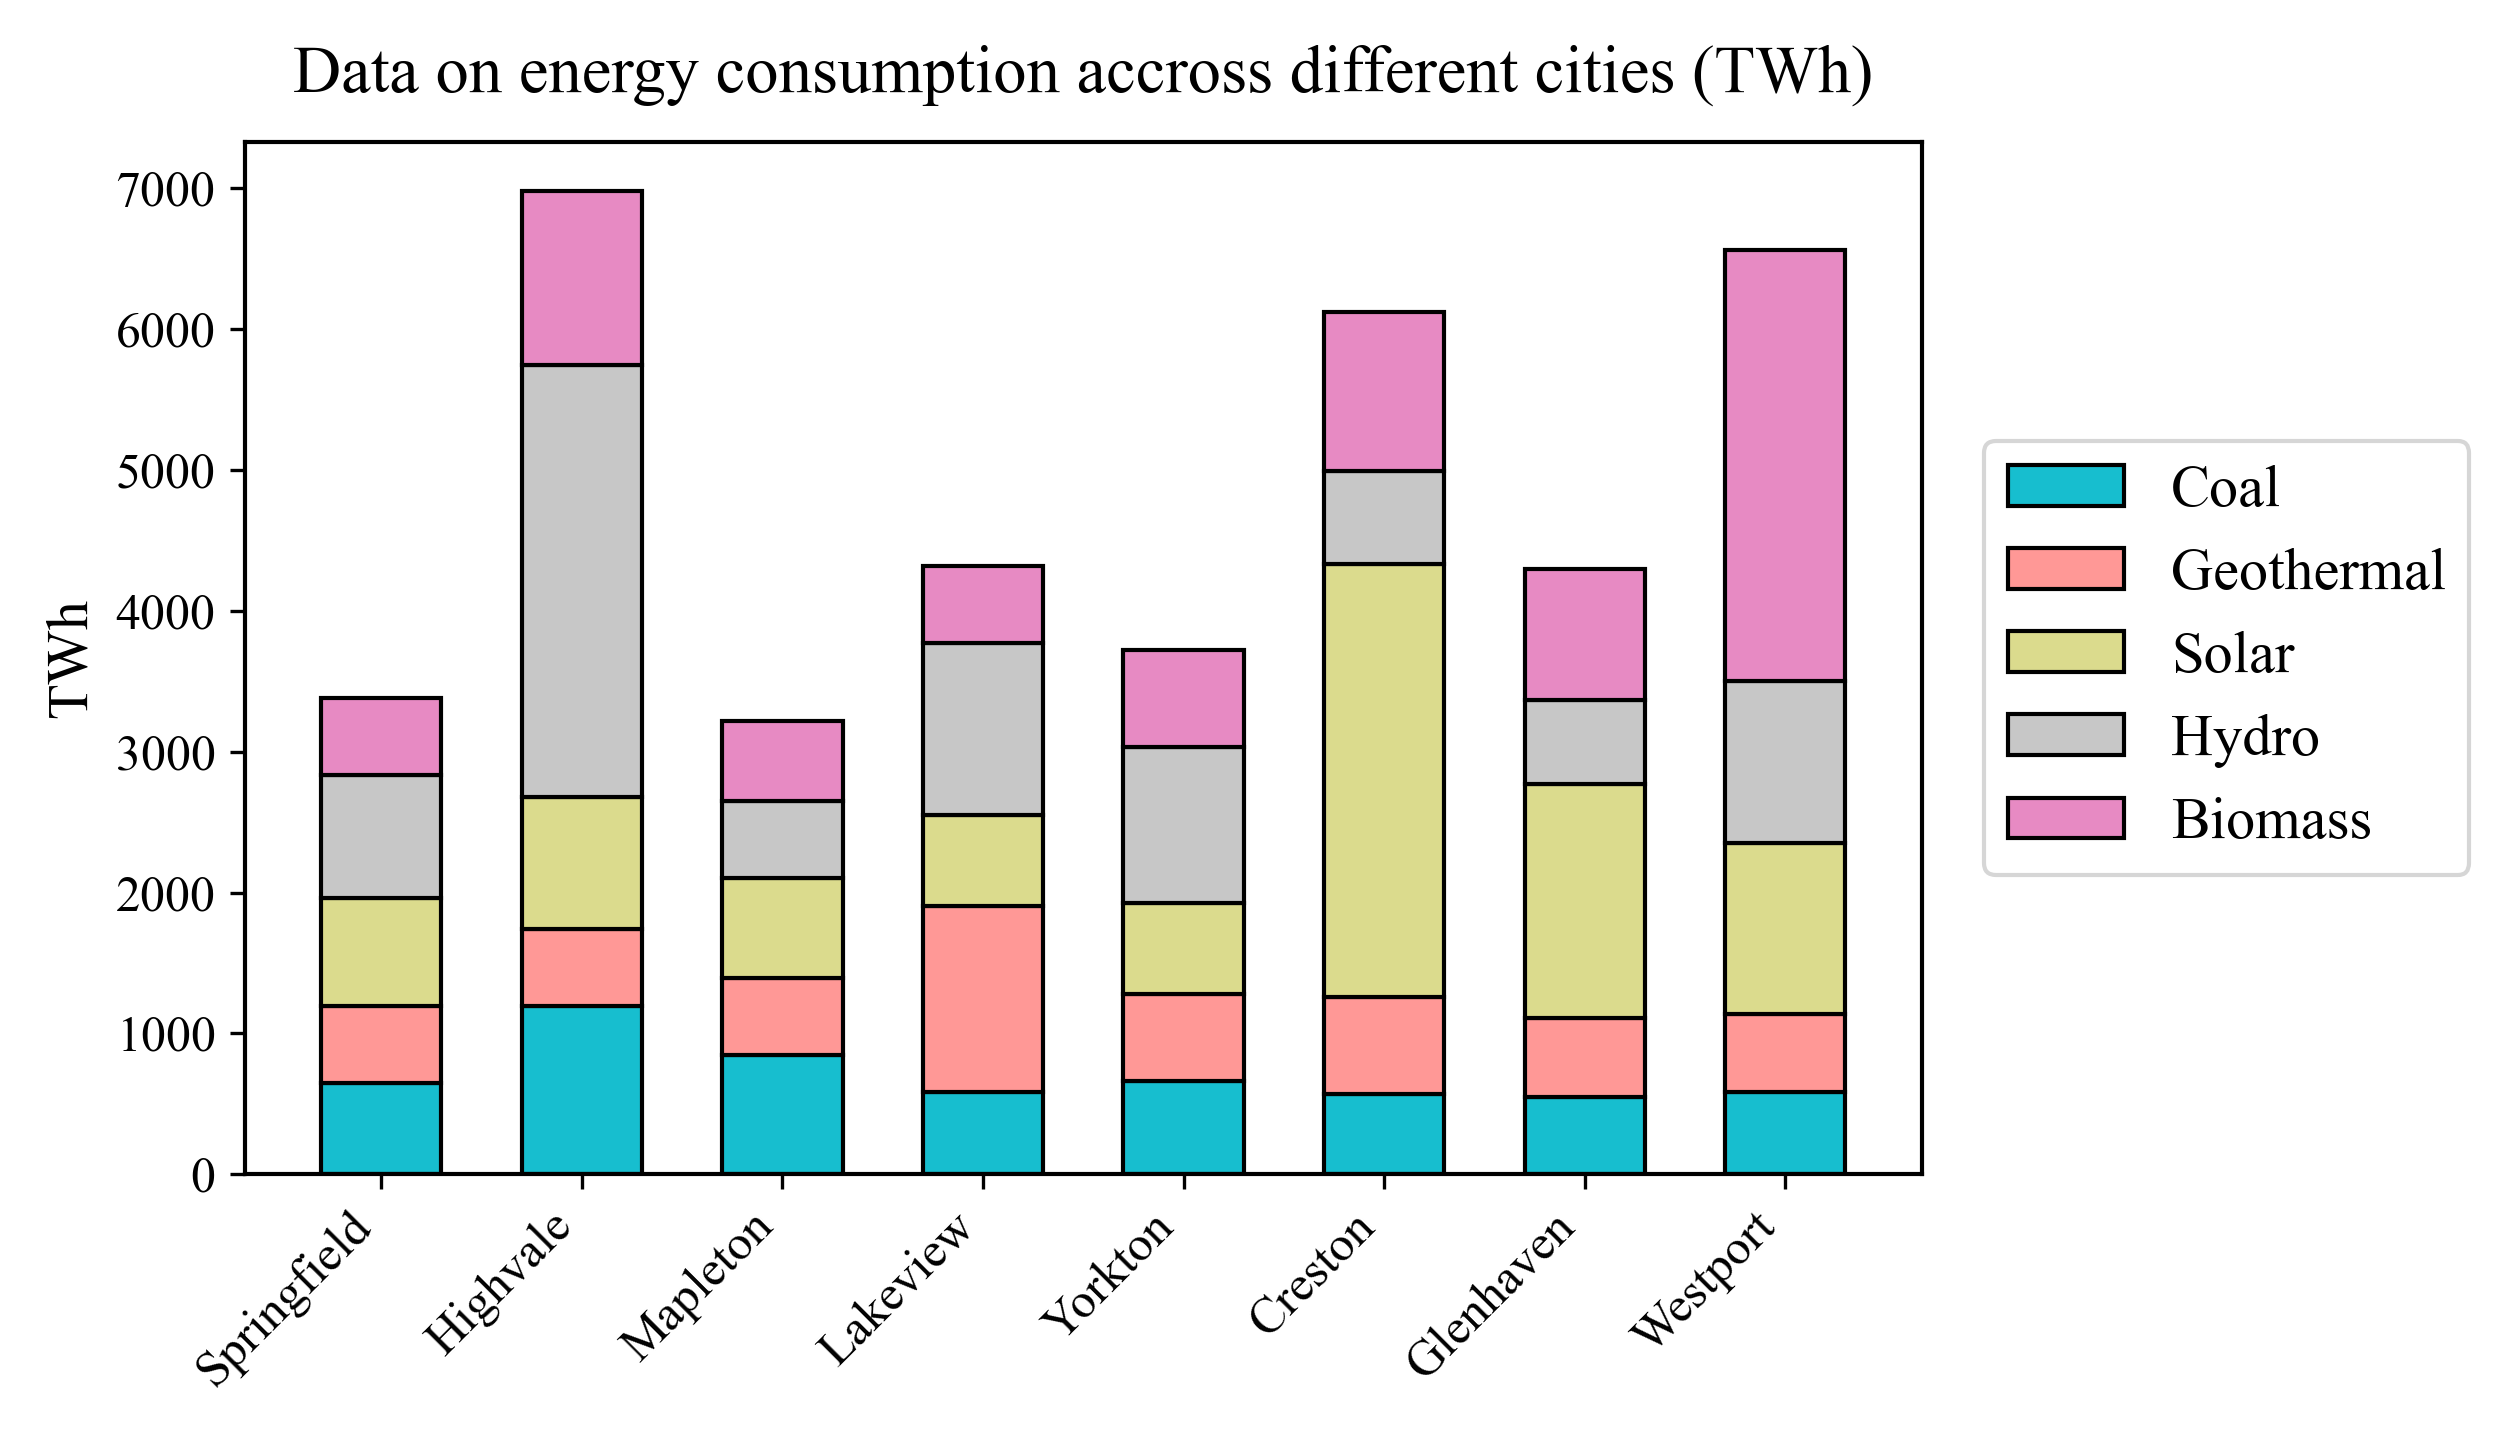 Data on energy consumption accross different cities (TWh)
7000
6000
5000
4000
3000
2000
1000
0
TWh
Springfield
Highvale
Mapleton
Lakeview
Yorkton
Creston
Glenhaven
Westport
Coal
Geothermal
Solar
Hydro
Biomass